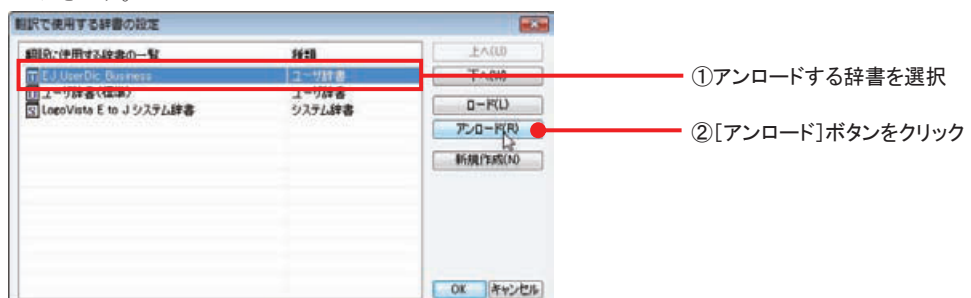 翻訳で使用する辞書の設定
翻訳に使用する辞書の一覧 種類
EJ_UserDic_Business ユーザ辞書
ユーザ辞書(標準) ユーザ辞書
LogoVista E to J システム辞書 システム辞書
上へ(U)
下へ(W)
ロード(L)
アンロード(R)
新規作成(N)
OK キャンセル
①アンロードする辞書を選択
②[アンロード]ボタンをクリック